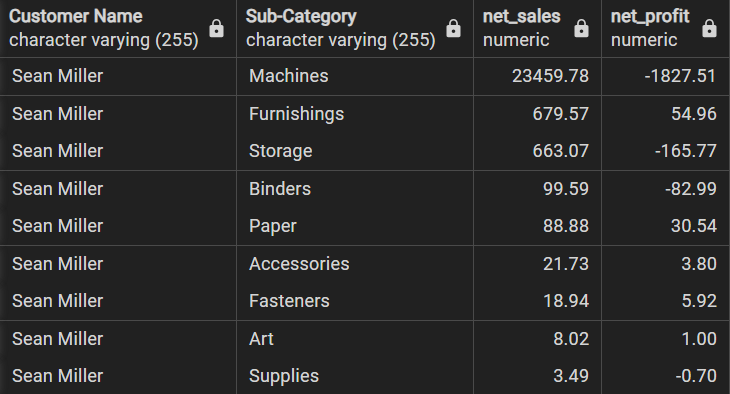 Customer Name Sub-Category net_sales net_profit
character varying (255) character varying (255) numeric numeric
Sean Miller Machines 23459.78 -1827.51
Sean Miller Furnishings 679.57 54.96
Sean Miller Storage 663.07 -165.77
Sean Miller Binders 99.59 -82.99
Sean Miller Paper 88.88 30.54
Sean Miller Accessories 21.73 3.80
Sean Miller Fasteners 18.94 5.92
Sean Miller Art 8.02 1.00
Sean Miller Supplies 3.49 -0.70